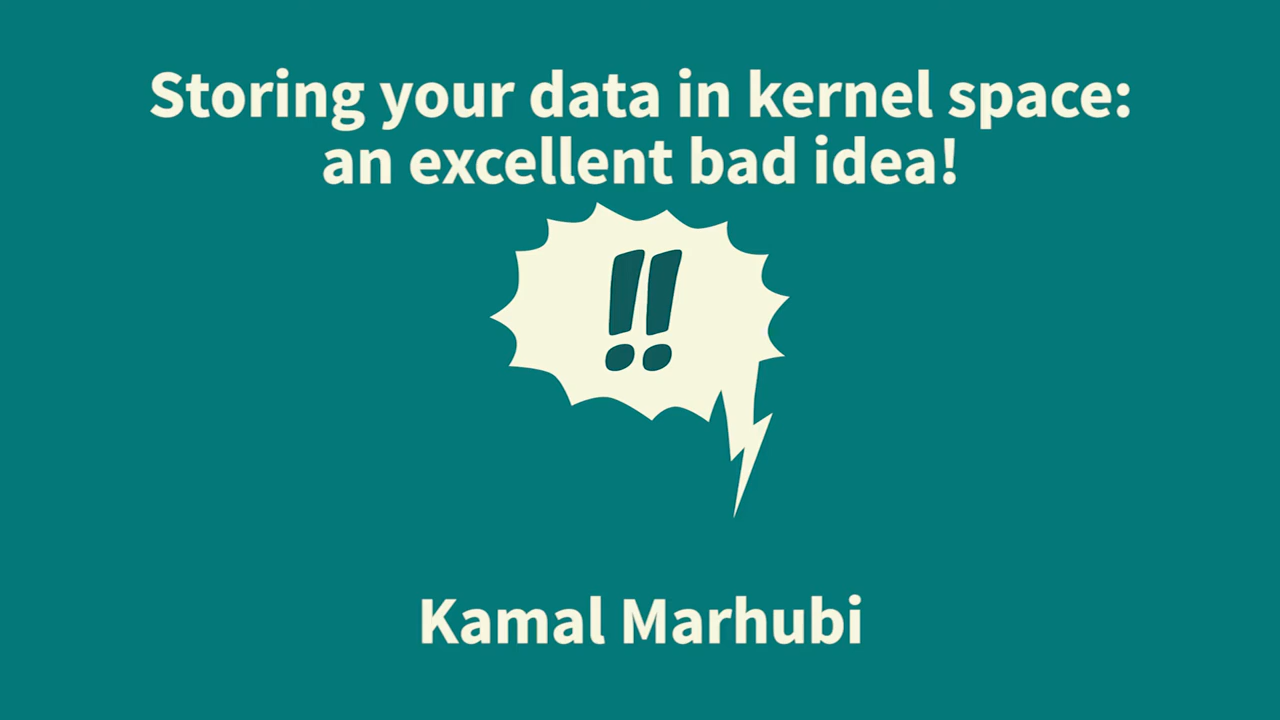 Storing your data in kernel space:
an excellent bad idea!
!!
Kamal Marhubi